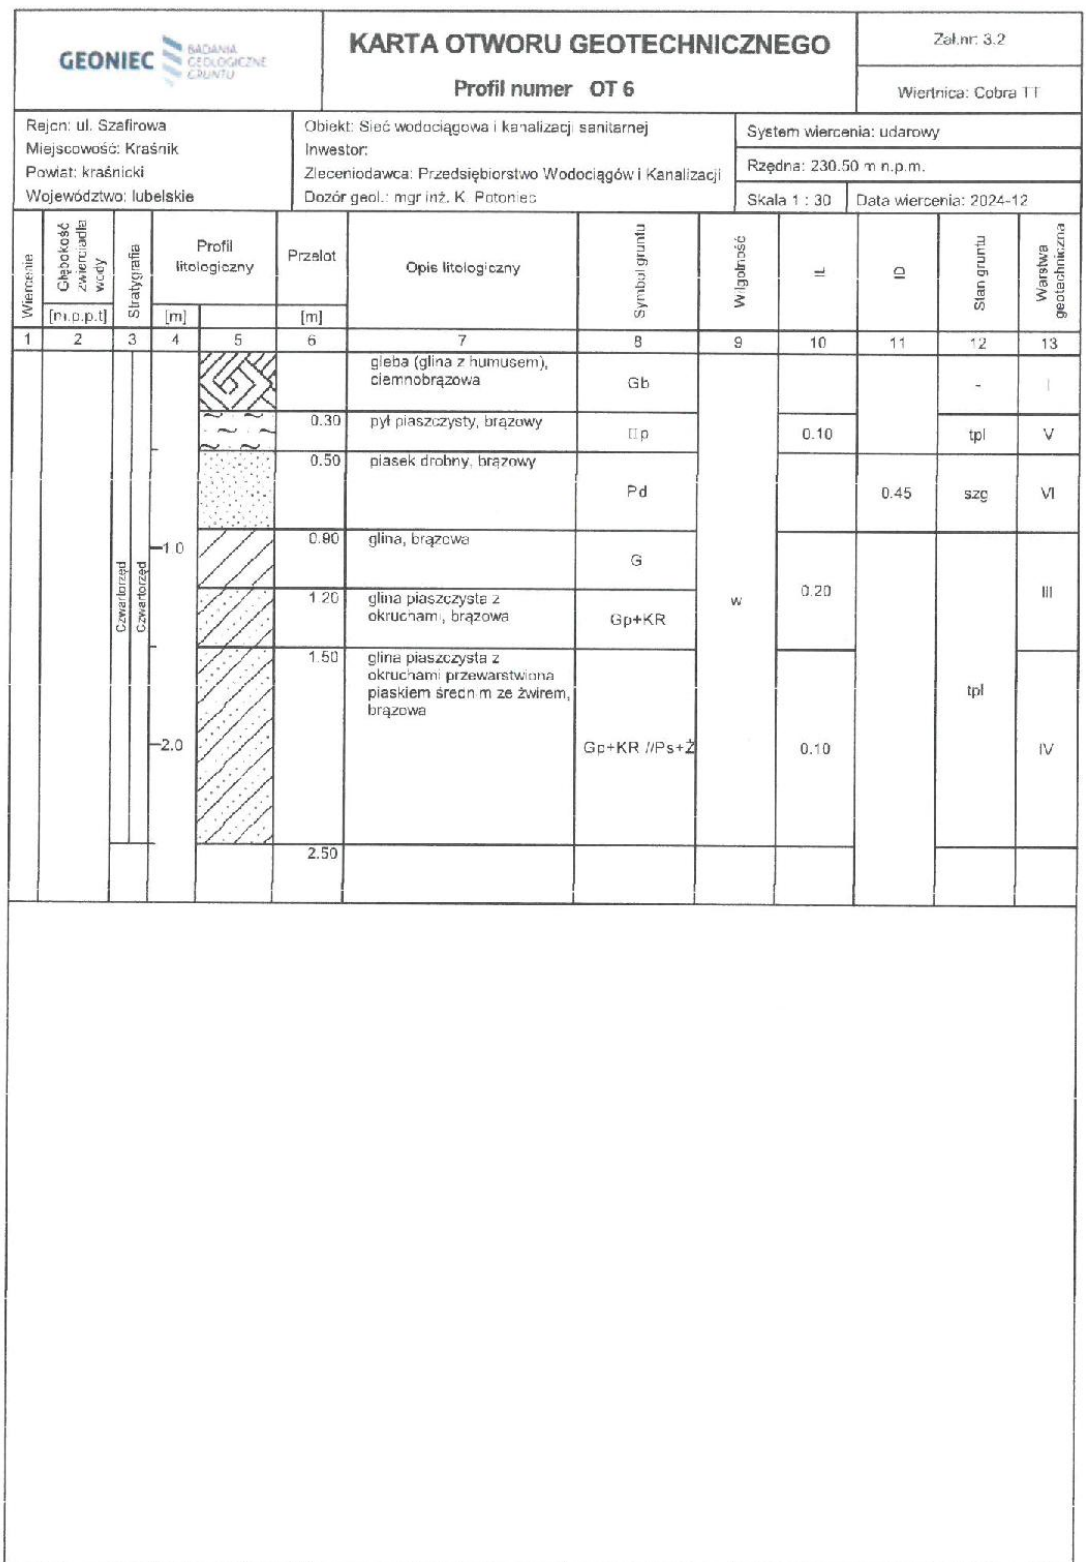 GEONIEC
BADANIA
GEOLOGICZNE
GRUNTU
KARTA OTWORU GEOTECHNICZNEGO
Profil numer OT 6
Zał.nr: 3.2
Wiertnica: Cobra TT
Rejon: ul. Szafirowa
Miejscowość: Kraśnik
Powiat: kraśnicki
Województwo: lubelskie
Obiekt: Sieć wodociągowa i kanalizacji sanitarnej
Inwestor:
Zleceniodawca: Przedsiębiorstwo Wodociągów i Kanalizacji
Dozór geol.: mgr inż. K. Potoniec
System wiercenia: udarowy
Rzędna: 230.50 m n.p.m.
Skala 1 : 30
Data wiercenia: 2024-12
Wiercenie
Głębokość
zwierciadła
wody
[m.p.p.t]
Stratygrafia
Profil
litologiczny
[m]
Przelot
[m]
Opis litologiczny
Symbol gruntu
Wilgotność
IL
ID
Stan gruntu
Warstwa
geotechniczna
1 2 3 4 5 6 7 8 9 10 11 12 13
gleba (glina z humusem),
ciemnobrązowa
Gb - I
0.30 pył piaszczysty, brązowy
Πp 0.10 tpl V
0.50 piasek drobny, brązowy
Pd 0.45 szg VI
0.90 glina, brązowa
1.0
G
Czwartorzęd
Czwartorzęd
1.20 glina piaszczysta z
okruchami, brązowa
Gp+KR
w 0.20 III
1.50 glina piaszczysta z
okruchami przewarstwiona
piaskiem średnim ze żwirem,
brązowa
tpl
2.0
Gp+KR //Ps+Ż 0.10 IV
2.50